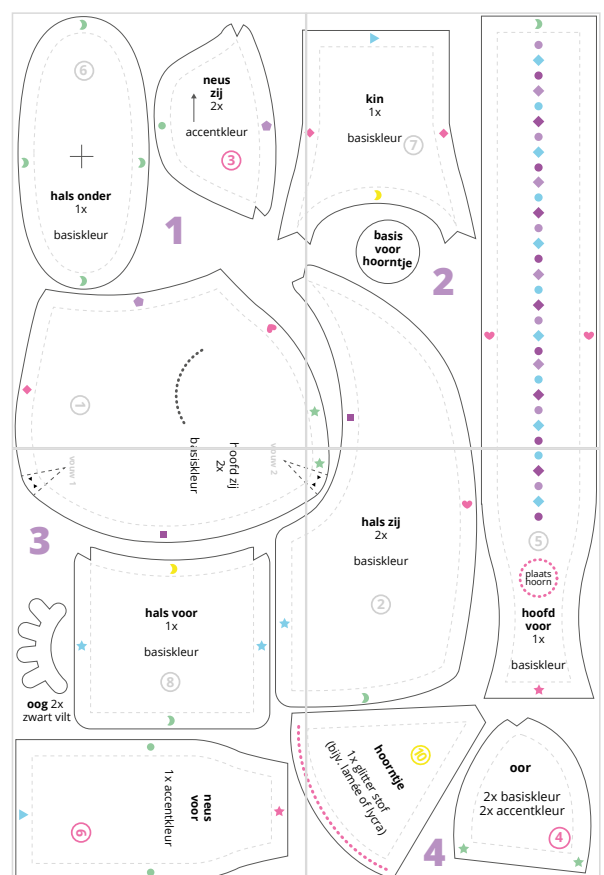 6
hals onder
1x
basiskleur
neus
zij
2x
accentkleur
3
1
kin
1x
basiskleur
7
basis
voor
hoorntje
2
1
vouw 1
hoofd zij
2x
basiskleur
vouw 2
3
hals zij
2x
basiskleur
2
5
plaats
hoorn
hoofd
voor
1x
basiskleur
hals voor
1x
basiskleur
8
oog 2x
zwart vilt
neus
voor
1x accentkleur
9
hoorntje
1x glitter stof
(bijv. lamée of lycra)
10
4
oor
2x basiskleur
2x accentkleur
4